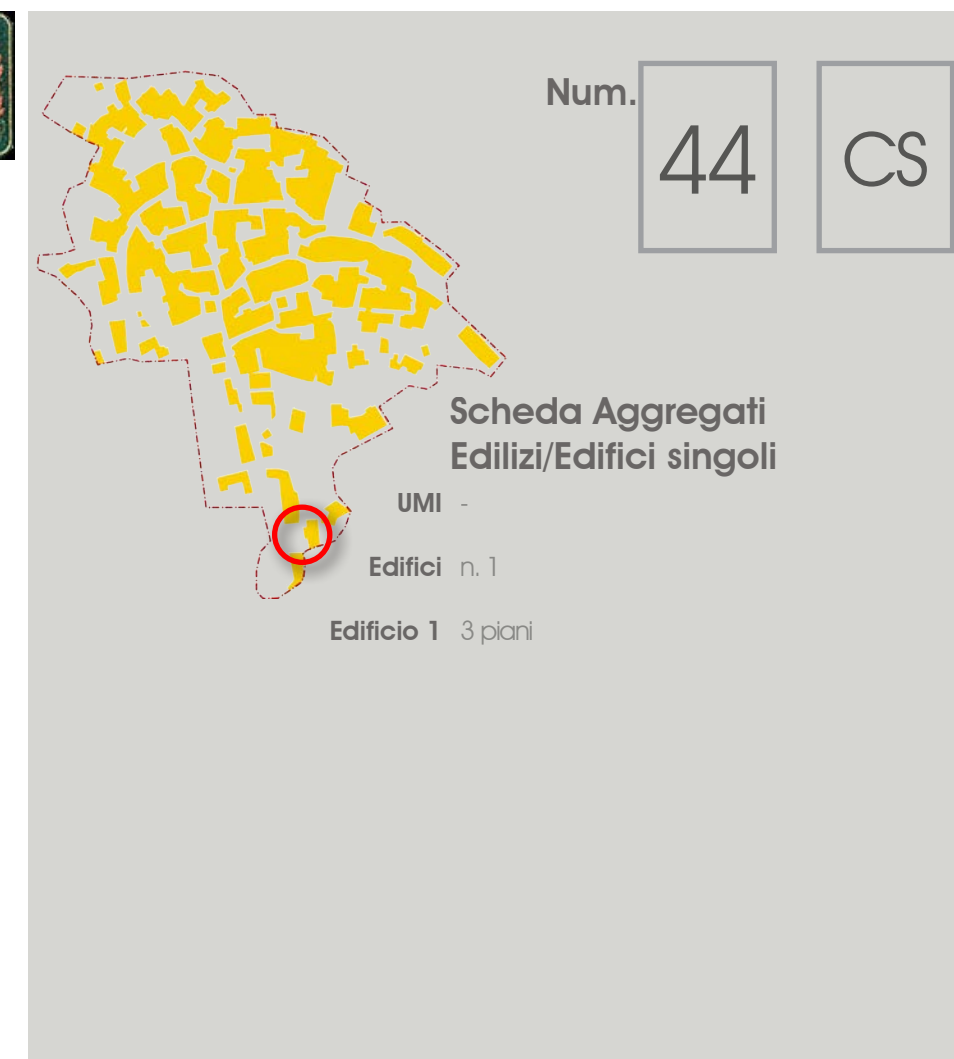 Num.
44
CS
Scheda Aggregati
Edilizi/Edifici singoli
UMI -
Edifici n. 1
Edificio 1 3 piani